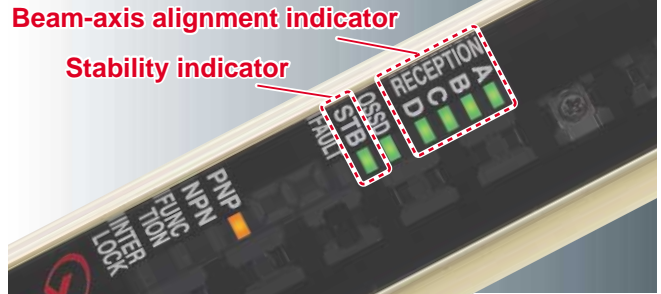 Beam-axis alignment indicator
Stability indicator
RECEPTION
A
B
C
D
OSSD
STB
FAULT
PNP
NPN
FUNC
TION
INTER
LOCK